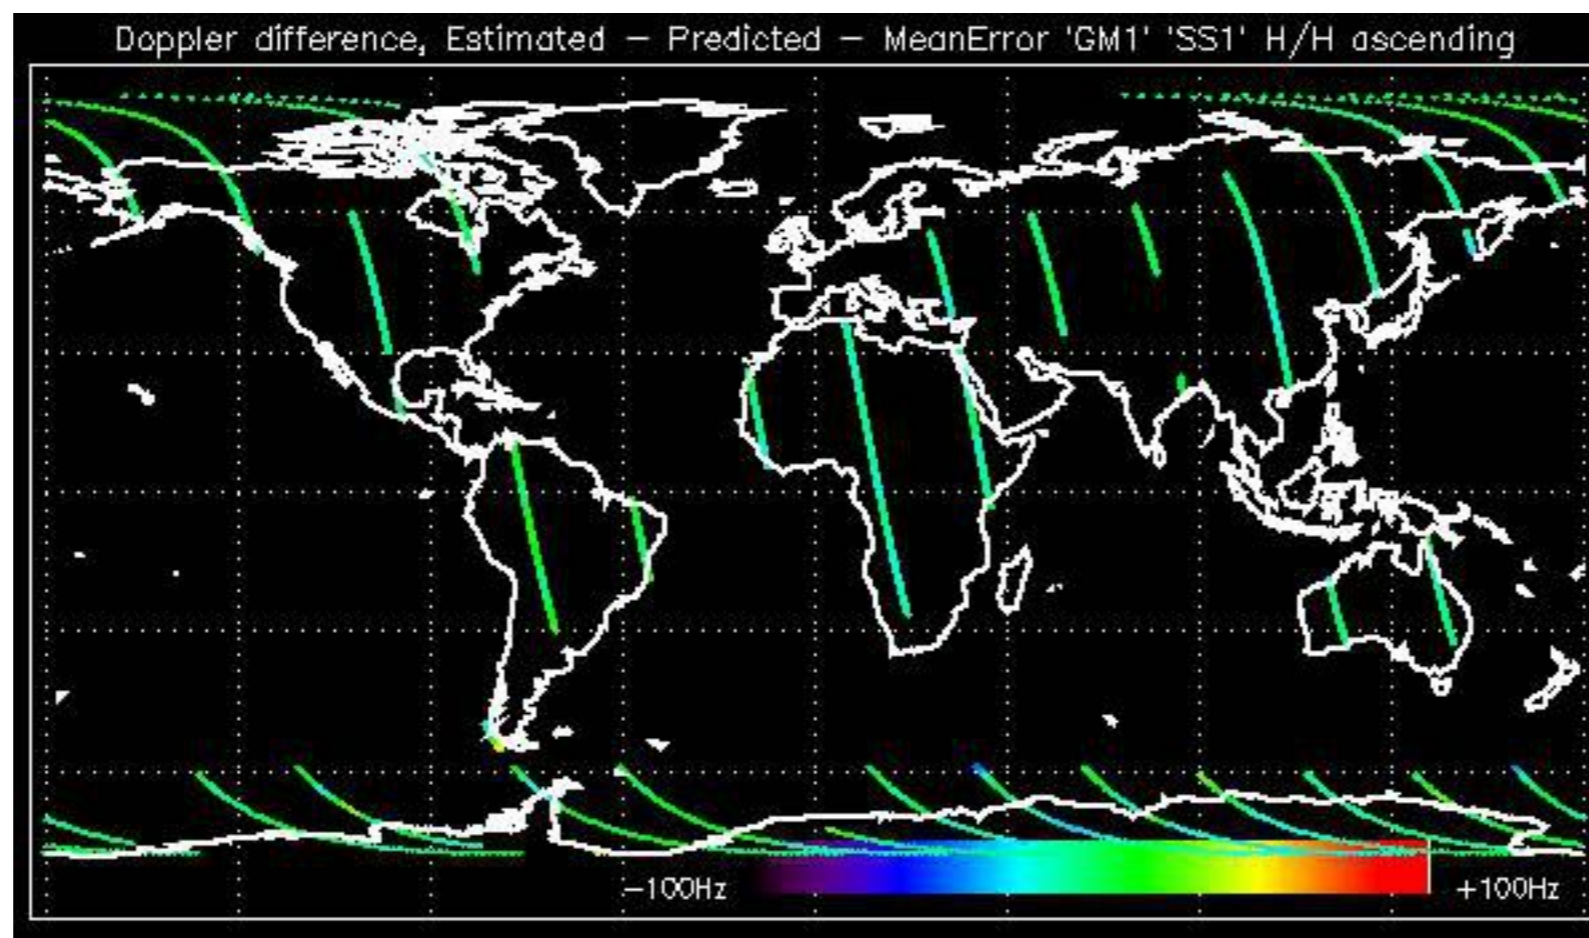 Doppler difference, Estimated — Predicted — MeanError 'GM1' 'SS1' H/H ascending
−100Hz
+100Hz